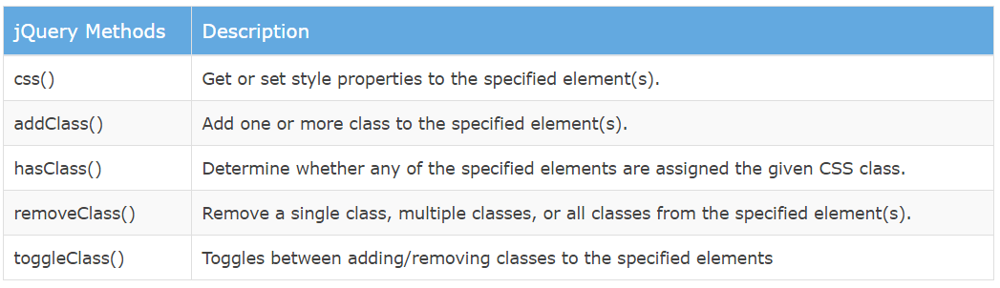 jQuery Methods Description
css() Get or set style properties to the specified element(s).
addClass() Add one or more class to the specified element(s).
hasClass() Determine whether any of the specified elements are assigned the given CSS class.
removeClass() Remove a single class, multiple classes, or all classes from the specified element(s).
toggleClass() Toggles between adding/removing classes to the specified elements